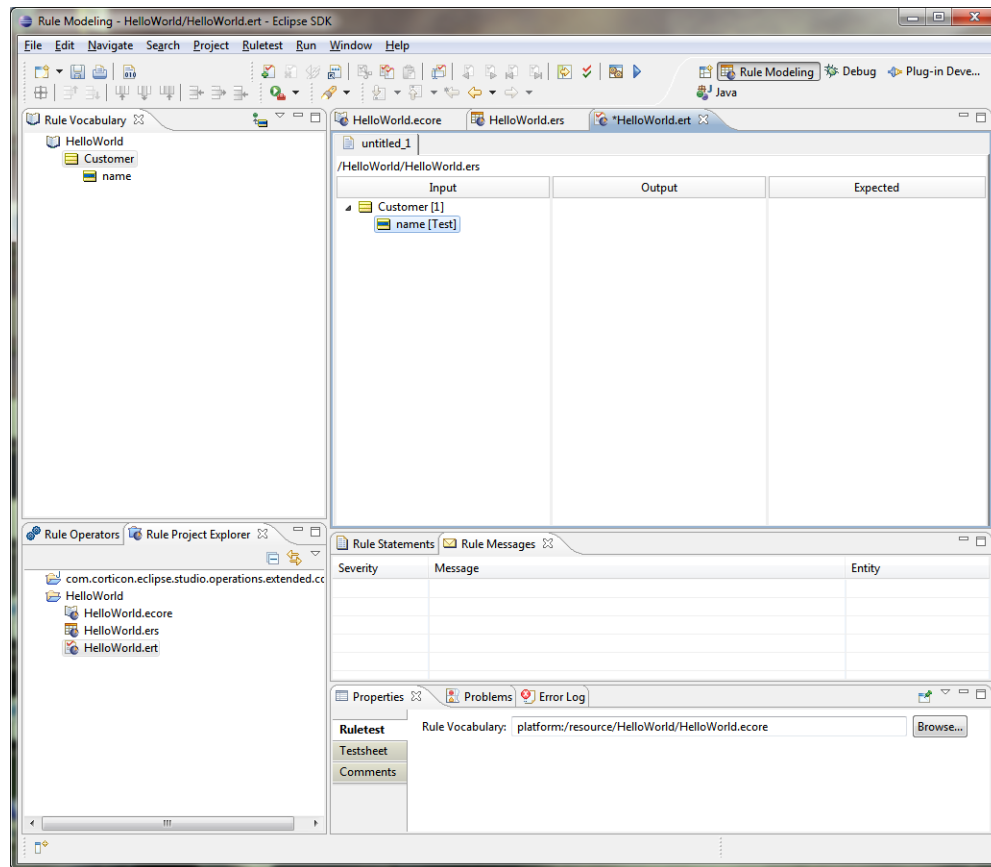 Rule Modeling - HelloWorld/HelloWorld.ert - Eclipse SDK
File Edit Navigate Search Project Ruletest Run Window Help
Rule Modeling Debug Plug-in Deve...
Java
Rule Vocabulary
HelloWorld
Customer
name
HelloWorld.ecore HelloWorld.ers *HelloWorld.ert
untitled_1
/HelloWorld/HelloWorld.ers
Input Output Expected
Customer [1]
name [Test]
Rule Operators Rule Project Explorer
com.corticon.eclipse.studio.operations.extended.cc
HelloWorld
HelloWorld.ecore
HelloWorld.ers
HelloWorld.ert
Rule Statements Rule Messages
Severity Message Entity
Properties Problems Error Log
Ruletest
Testsheet
Comments
Rule Vocabulary: platform:/resource/HelloWorld/HelloWorld.ecore Browse...